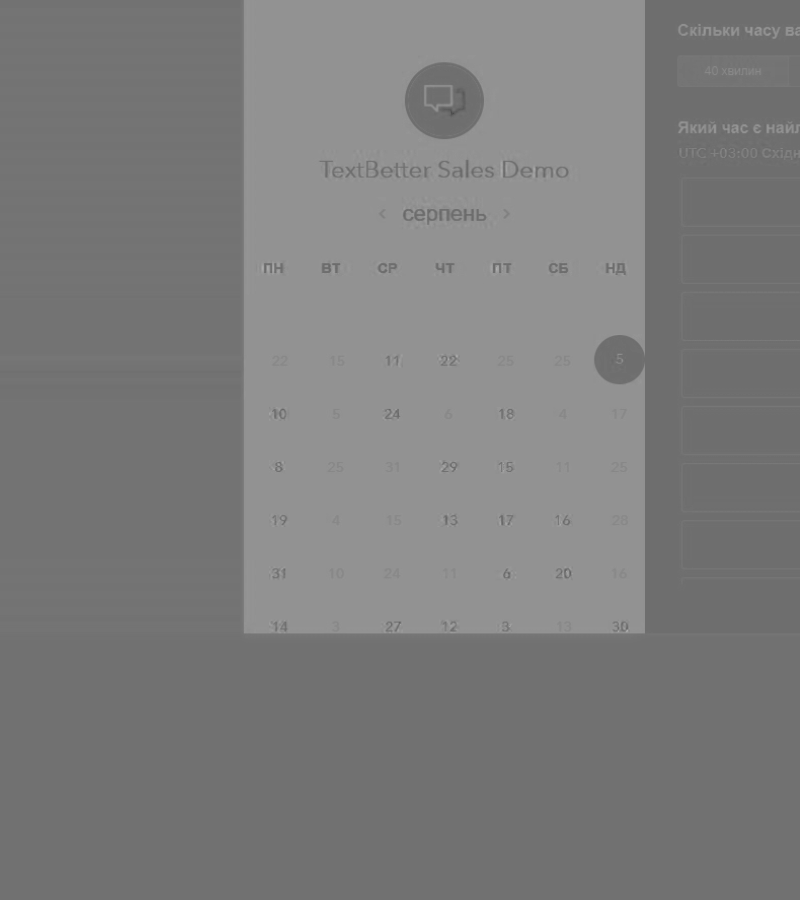 TextBetter Sales Demo
‹ серпень ›
ПН ВТ СР ЧТ ПТ СБ НД
22 15 11 22 25 25 5
10 5 24 6 18 4 17
8 25 31 29 15 11 25
19 4 15 13 17 16 28
31 10 24 11 6 20 16
14 3 27 12 3 13 30
Скільки часу ва
40 хвилин
Який час є найл
UTC +03:00 Східн